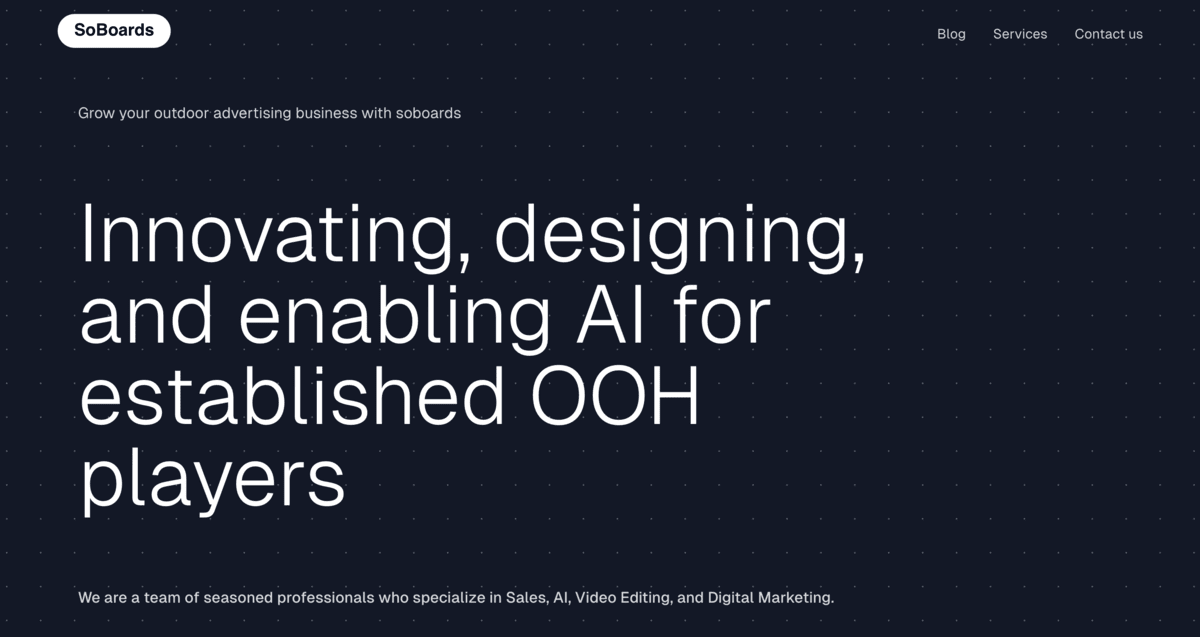 SoBoards
Blog Services Contact us
Grow your outdoor advertising business with soboards
Innovating, designing,
and enabling AI for
established OOH
players
We are a team of seasoned professionals who specialize in Sales, AI, Video Editing, and Digital Marketing.